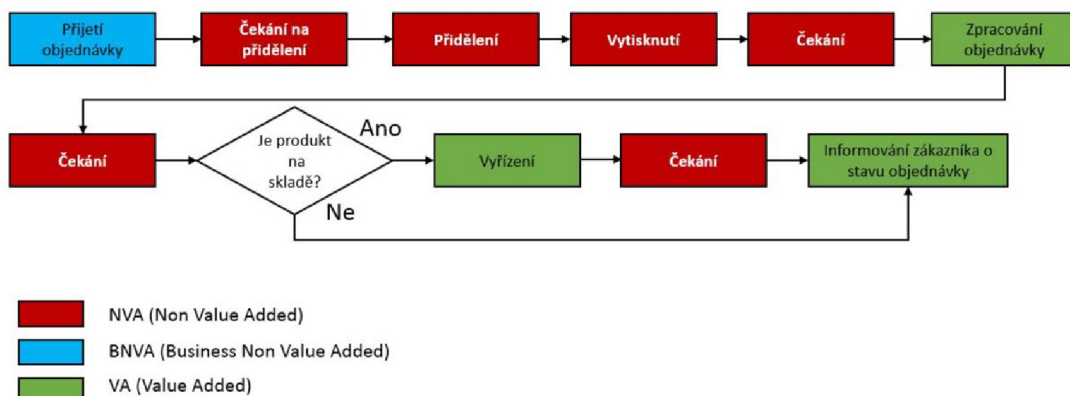 Přijetí
objednávky
Čekání na
přidělení
Přidělení
Vytisknutí
Čekání
Zpracování
objednávky
Čekání
Je produkt
na
skladě?
Ano
Ne
Vyřízení
Čekání
Informování zákazníka o
stavu objednávky
NVA (Non Value Added)
BNVA (Business Non Value Added)
VA (Value Added)